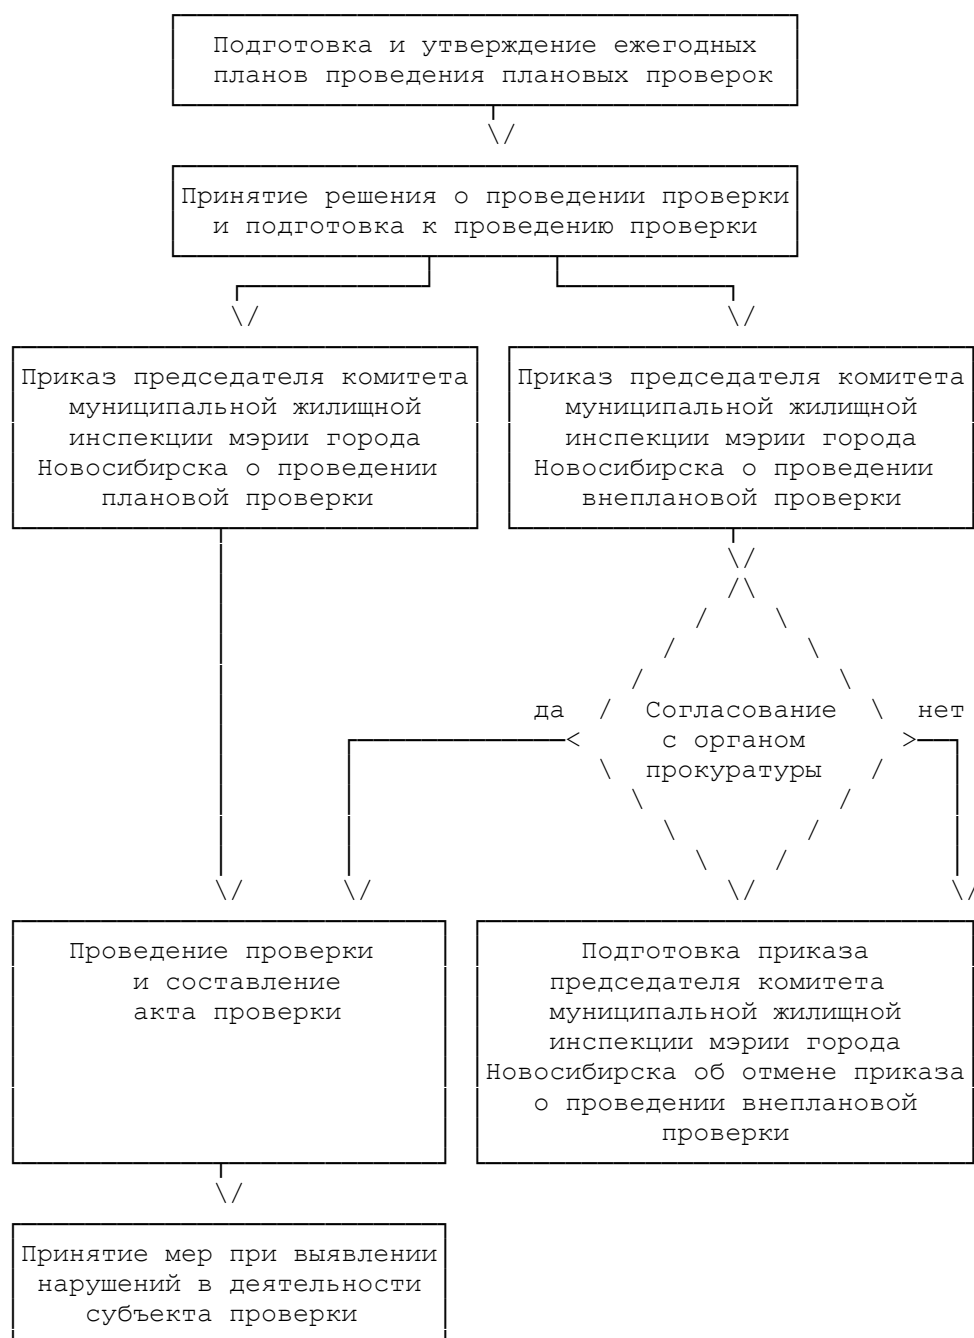 Подготовка и утверждение ежегодных
планов проведения плановых проверок
Принятие решения о проведении проверки
и подготовка к проведению проверки
Приказ председателя комитета
муниципальной жилищной
инспекции мэрии города
Новосибирска о проведении
плановой проверки
Приказ председателя комитета
муниципальной жилищной
инспекции мэрии города
Новосибирска о проведении
внеплановой проверки
да
Согласование
с органом
прокуратуры
нет
Проведение проверки
и составление
акта проверки
Подготовка приказа
председателя комитета
муниципальной жилищной
инспекции мэрии города
Новосибирска об отмене приказа
о проведении внеплановой
проверки
Принятие мер при выявлении
нарушений в деятельности
субъекта проверки